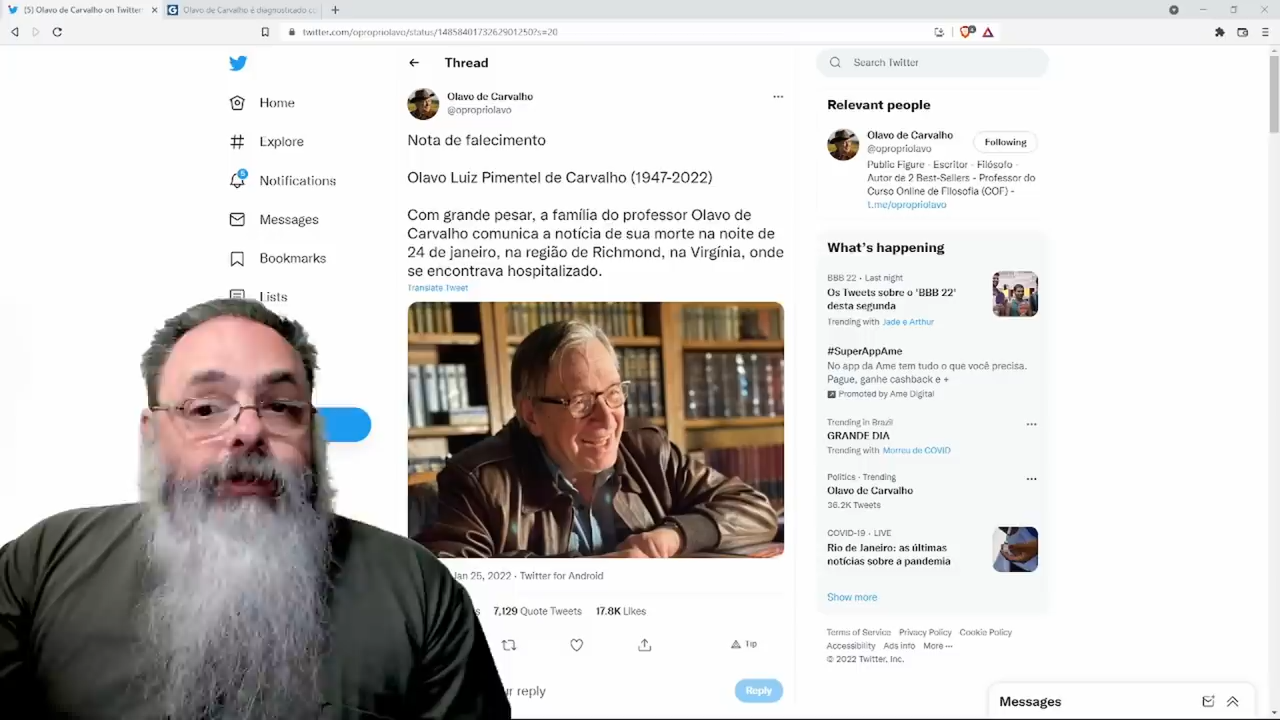 (5) Olavo de Carvalho on Twitter:
Olavo de Carvalho é diagnosticado co
twitter.com/opropriolavo/status/1485840173262901250?s=20
Home
Explore
5
Notifications
Messages
Bookmarks
Lists
Thread
Olavo de Carvalho
@opropriolavo
Nota de falecimento
Olavo Luiz Pimentel de Carvalho (1947-2022)
Com grande pesar, a família do professor Olavo de
Carvalho comunica a notícia de sua morte na noite de
24 de janeiro, na região de Richmond, na Virgínia, onde
se encontrava hospitalizado.
Translate Tweet
Jan 25, 2022 · Twitter for Android
7,129 Quote Tweets 17.8K Likes
Tip
Reply
Search Twitter
Relevant people
Olavo de Carvalho
@opropriolavo
Following
Public Figure - Escritor - Filósofo -
Autor de 2 Best-Sellers - Professor do
Curso Online de Filosofia (COF) -
t.me/opropriolavo
What's happening
BBB 22 · Last night
Os Tweets sobre o 'BBB 22'
desta segunda
Trending with Jade e Arthur
#SuperAppAme
No app da Ame tem tudo o que você precisa.
Pague, ganhe cashback e +
Promoted by Ame Digital
Trending in Brazil
GRANDE DIA
Trending with Morreu de COVID
Politics · Trending
Olavo de Carvalho
36.2K Tweets
COVID-19 · LIVE
Rio de Janeiro: as últimas
notícias sobre a pandemia
Show more
Terms of Service Privacy Policy Cookie Policy
Accessibility Ads info More ···
© 2022 Twitter, Inc.
Messages